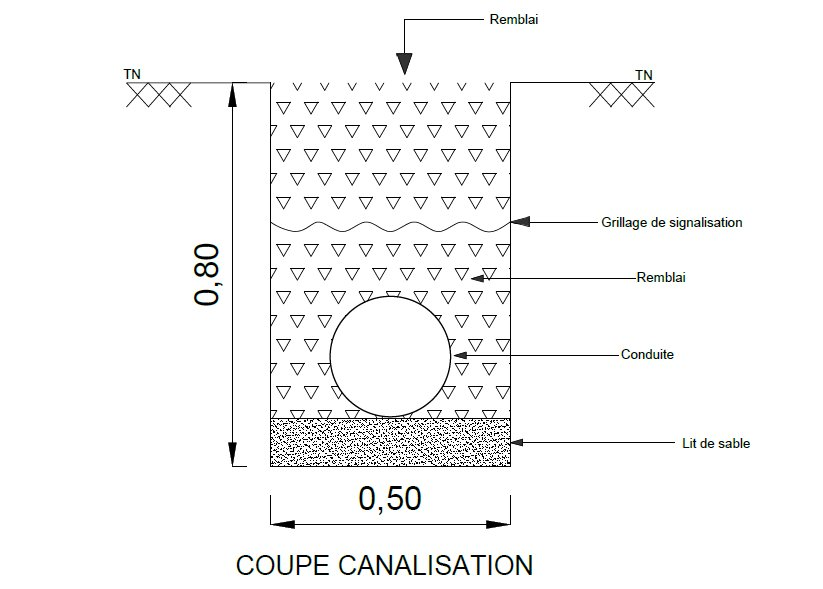 Remblai
TN
TN
Grillage de signalisation
0,80
Remblai
Conduite
Lit de sable
0,50
COUPE CANALISATION